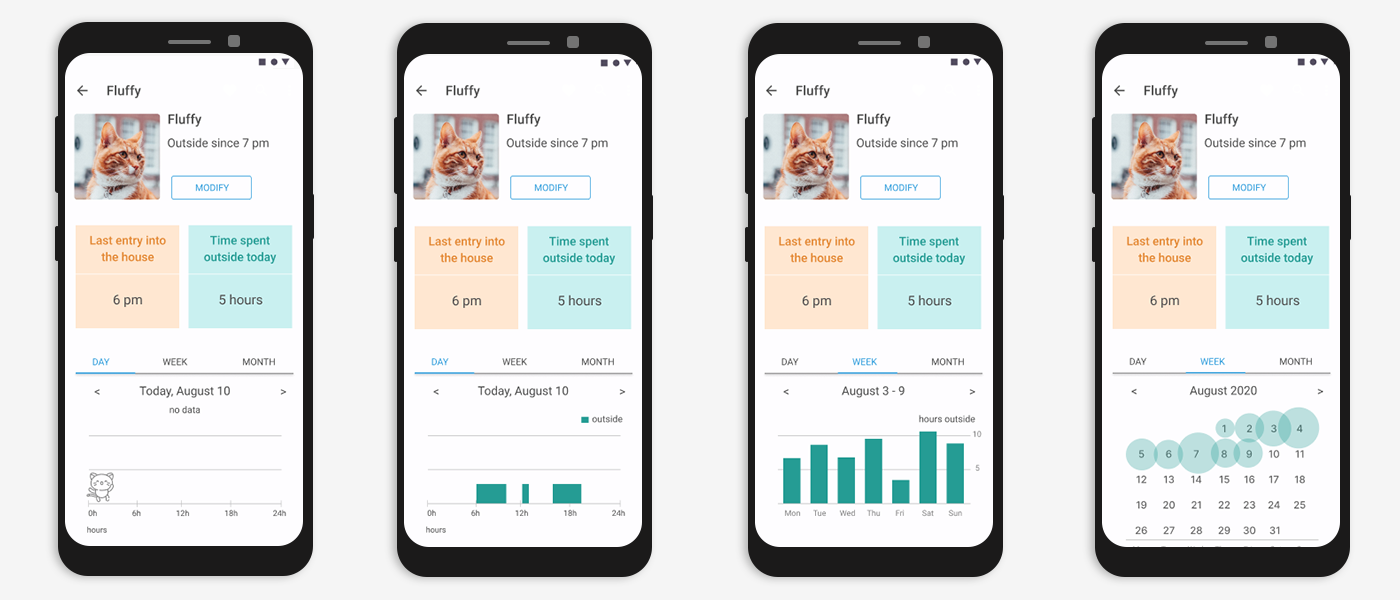 Fluffy
Fluffy
Outside since 7 pm
MODIFY
Last entry into
the house
Time spent
outside today
6 pm
5 hours
DAY WEEK MONTH
< Today, August 10 >
no data
0h 6h 12h 18h 24h
hours
Fluffy
Fluffy
Outside since 7 pm
MODIFY
Last entry into
the house
Time spent
outside today
6 pm
5 hours
DAY WEEK MONTH
< Today, August 10 >
outside
0h 6h 12h 18h 24h
hours
Fluffy
Fluffy
Outside since 7 pm
MODIFY
Last entry into
the house
Time spent
outside today
6 pm
5 hours
DAY WEEK MONTH
< August 3 - 9 >
hours outside
10
5
Mon Tue Wed Thu Fri Sat Sun
Fluffy
Fluffy
Outside since 7 pm
MODIFY
Last entry into
the house
Time spent
outside today
6 pm
5 hours
DAY WEEK MONTH
< August 2020 >
1 2 3 4
5 6 7 8 9 10 11
12 13 14 15 16 17 18
19 20 21 22 23 24 25
26 27 28 29 30 31